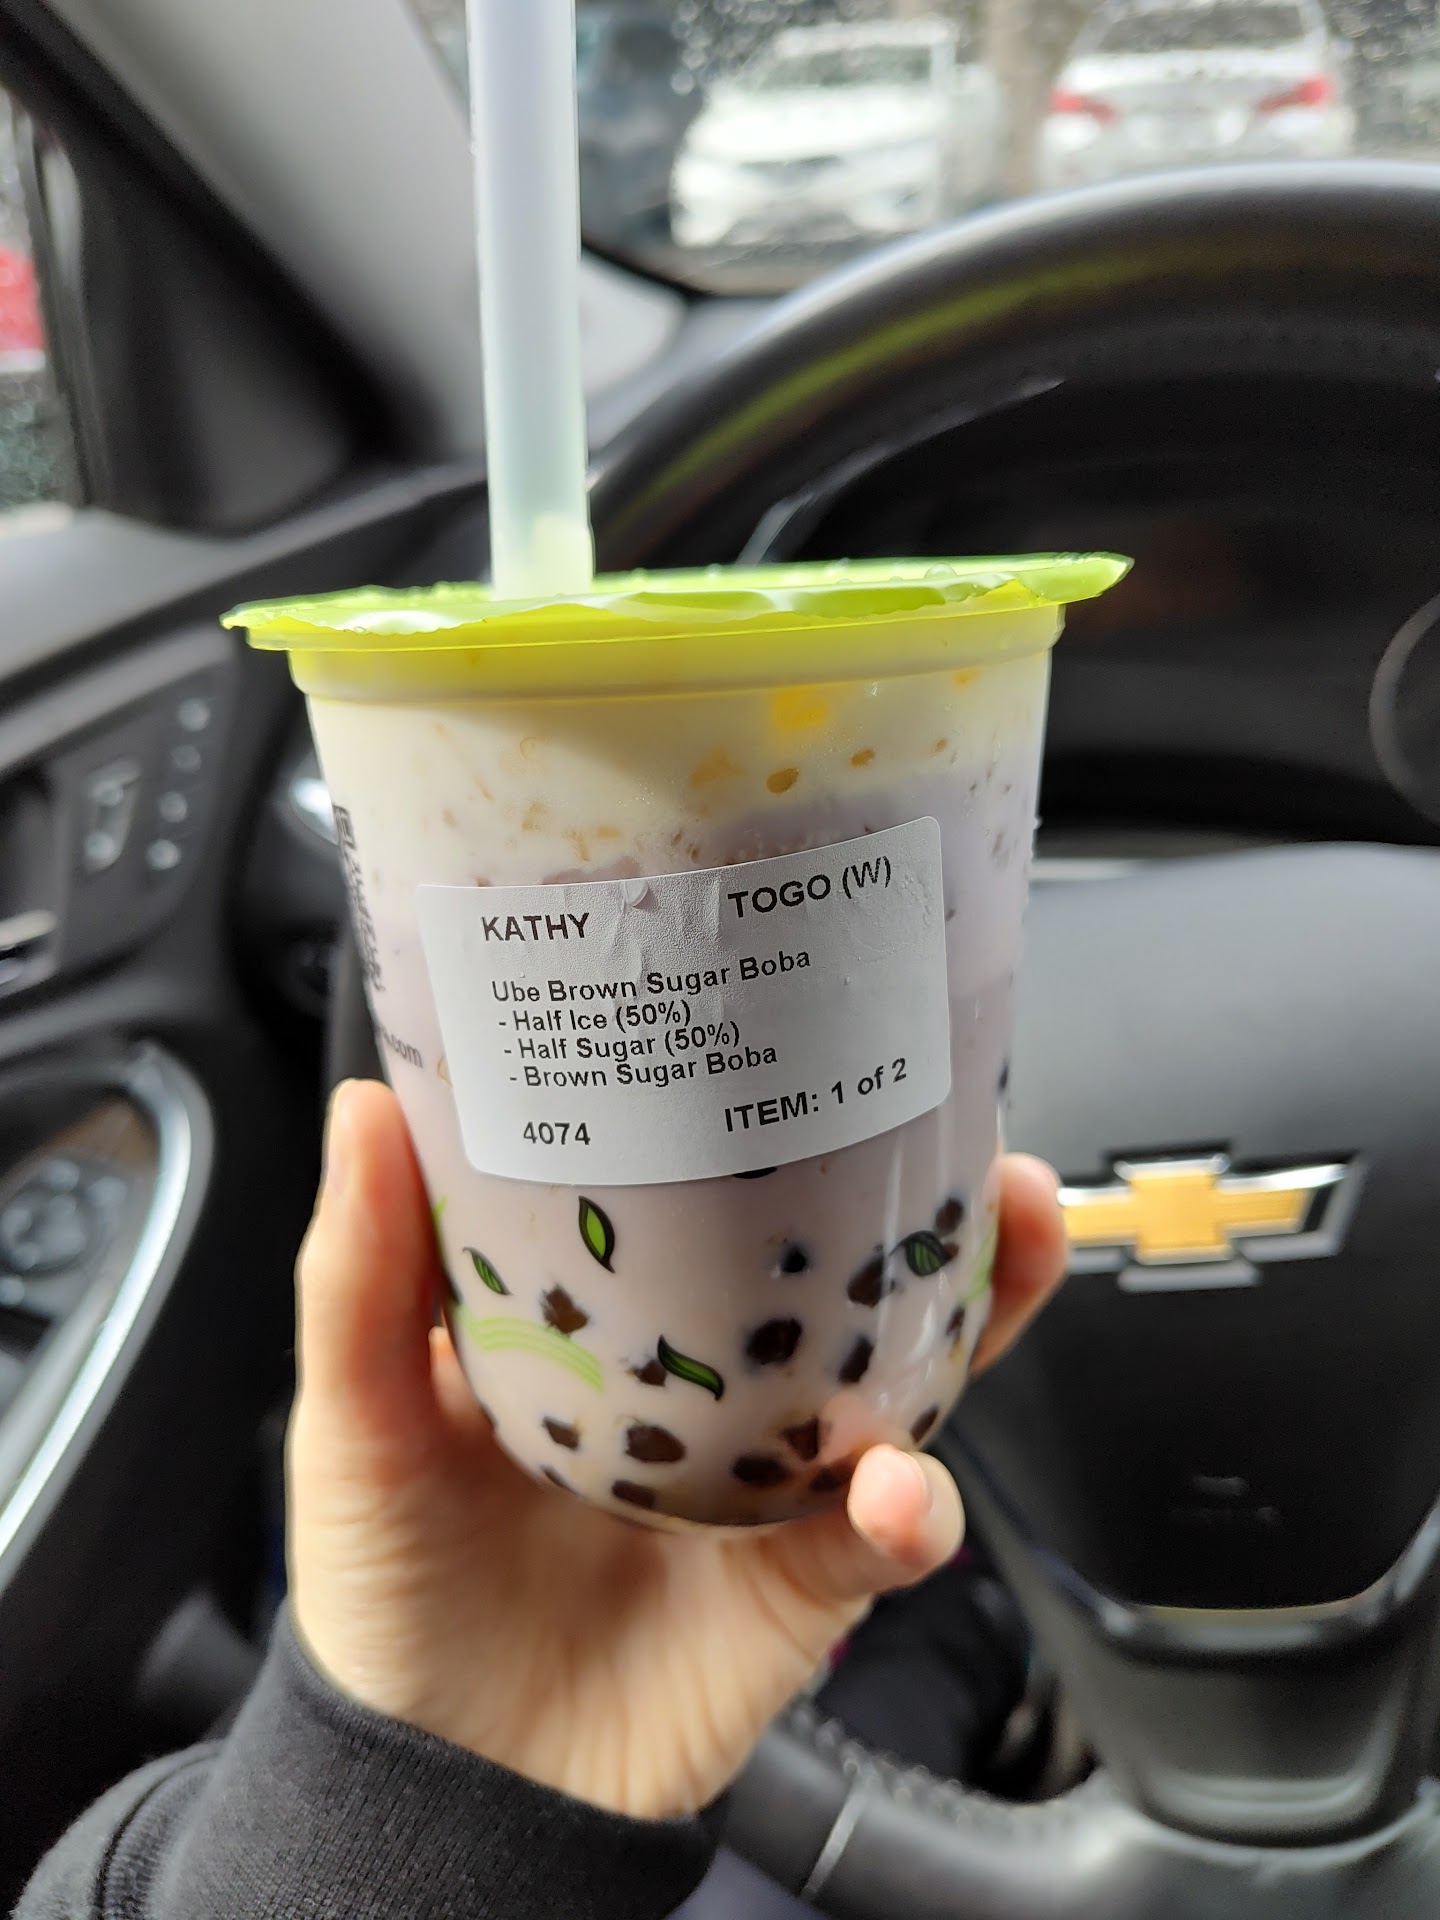 KATHY TOGO (W)
Ube Brown Sugar Boba
- Half Ice (50%)
- Half Sugar (50%)
- Brown Sugar Boba
4074 ITEM: 1 of 2
.com